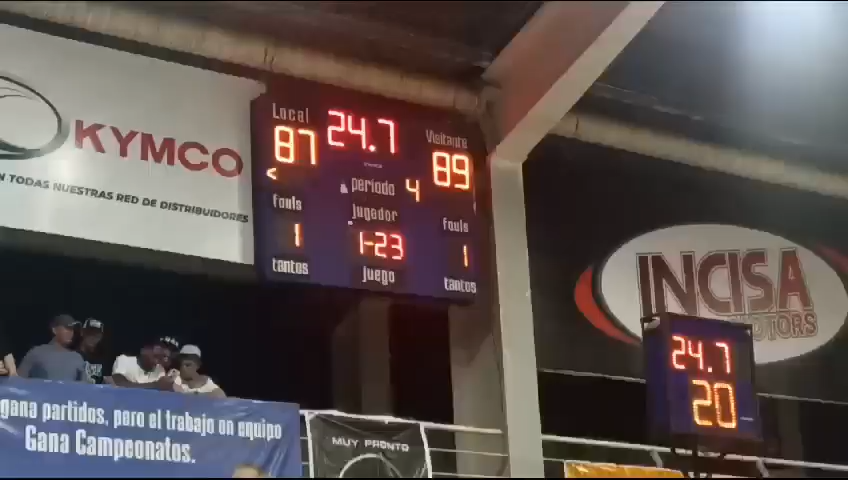 KYMCO
N TODAS NUESTRAS RED DE DISTRIBUIDORES
Local 24.7 Visitante
87 89
< periodo 4
fouls jugador fouls
1 1-23 1
tantos juego tantos
INCISA
MOTORS
24.7
20
gana partidos, pero el trabajo en equipo
Gana Campeonatos.
MUY PRONTO